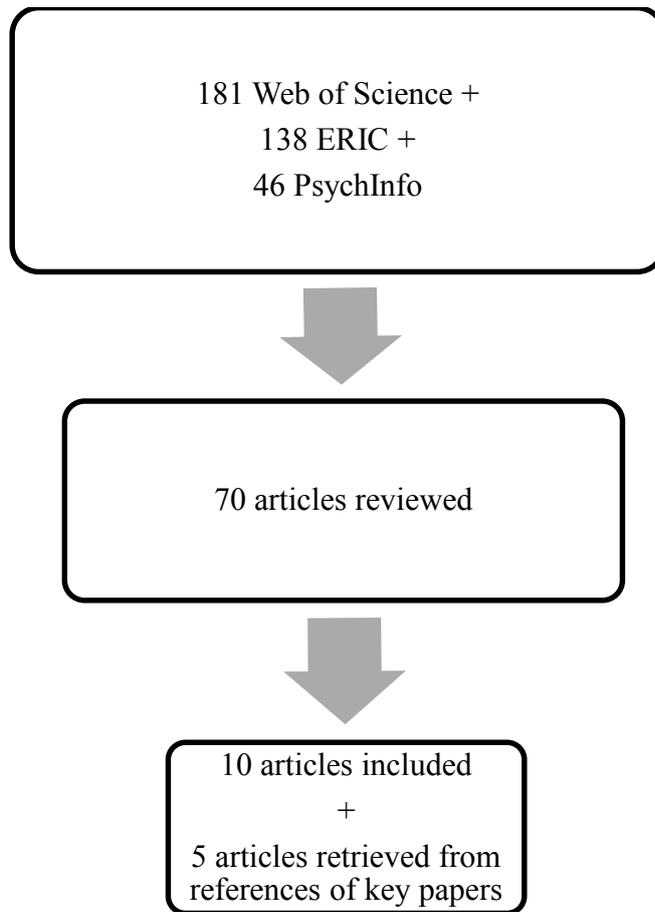 181 Web of Science +
138 ERIC +
46 PsychInfo
70 articles reviewed
10 articles included
+
5 articles retrieved from
references of key papers